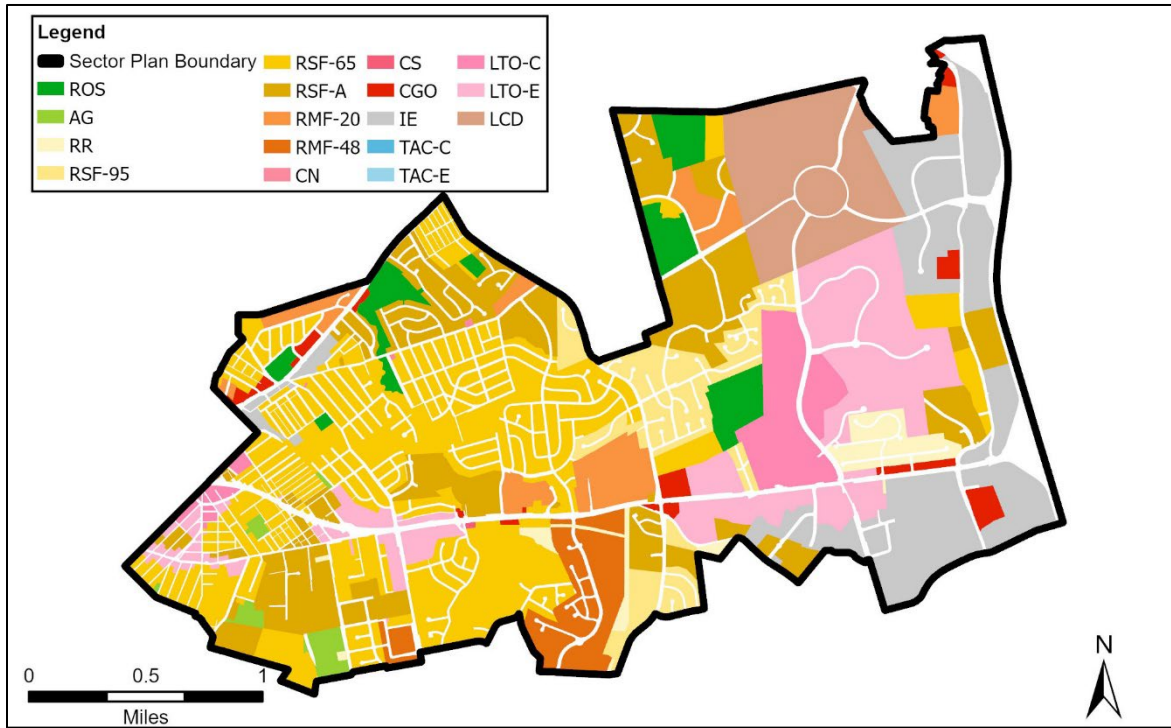 Legend
Sector Plan Boundary
ROS
AG
RR
RSF-95
RSF-65
RSF-A
RMF-20
RMF-48
CN
CS
CGO
IE
TAC-C
TAC-E
LTO-C
LTO-E
LCD
0 0.5 1
Miles
N